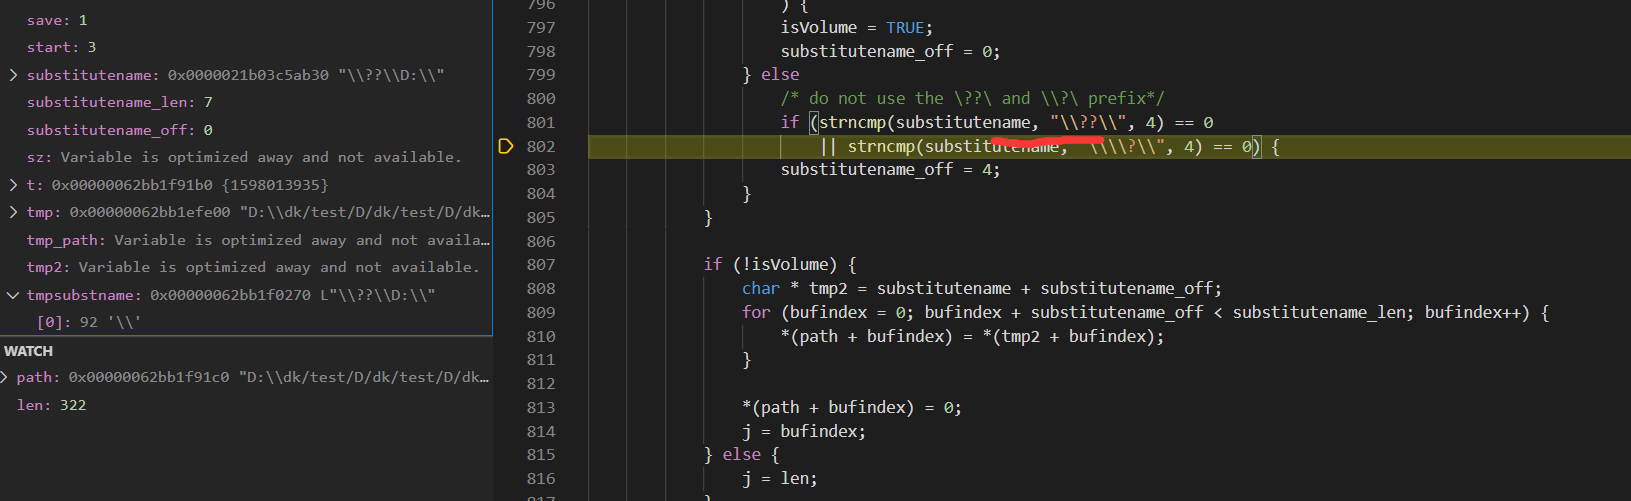 save: 1
start: 3
substitutename: 0x0000021b03c5ab30 "\\??\\D:\\"
substitutename_len: 7
substitutename_off: 0
sz: Variable is optimized away and not available.
t: 0x00000062bb1f91b0 {1598013935}
tmp: 0x00000062bb1efe00 "D:\\dk/test/D/dk/test/D/dk…
tmp_path: Variable is optimized away and not availa…
tmp2: Variable is optimized away and not available.
tmpsubstname: 0x00000062bb1f0270 L"\\??\\D:\\"
[0]: 92 '\\'
WATCH
path: 0x00000062bb1f91c0 "D:\\dk/test/D/dk/test/D/dk…
len: 322
796 ) {
797 isVolume = TRUE;
798 substitutename_off = 0;
799 } else
800 /* do not use the \??\ and \\?\ prefix*/
801 if (strncmp(substitutename, "\\??\\", 4) == 0
802 || strncmp(substitutename, "\\\\?\\", 4) == 0) {
803 substitutename_off = 4;
804 }
805 }
806
807 if (!isVolume) {
808 char * tmp2 = substitutename + substitutename_off;
809 for (bufindex = 0; bufindex + substitutename_off < substitutename_len; bufindex++) {
810 *(path + bufindex) = *(tmp2 + bufindex);
811 }
812
813 *(path + bufindex) = 0;
814 j = bufindex;
815 } else {
816 j = len;
817 }